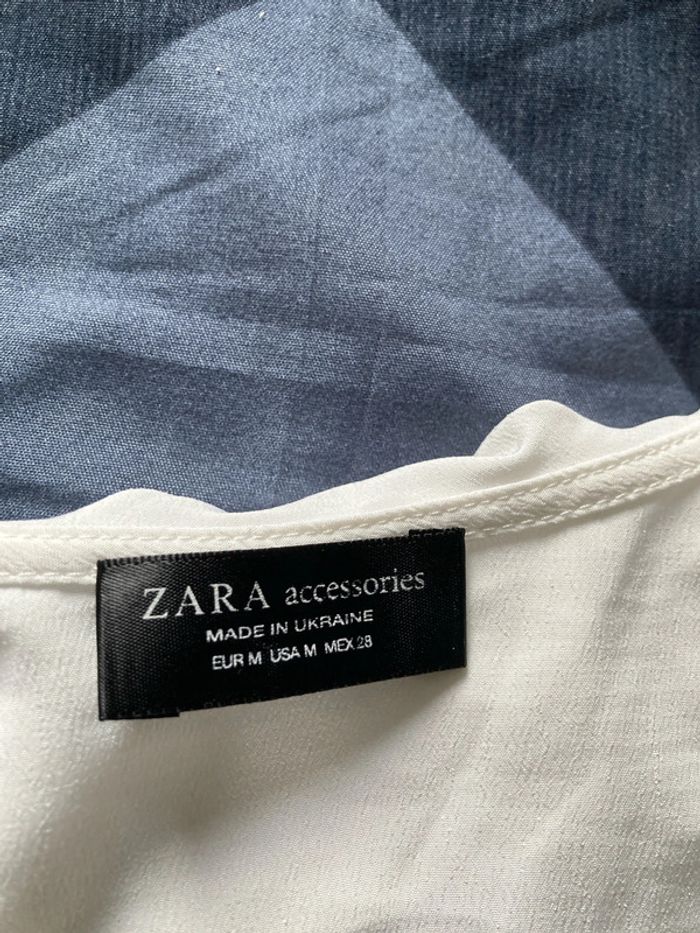 ZARA accessories
MADE IN UKRAINE
EUR M USA M MEX 28